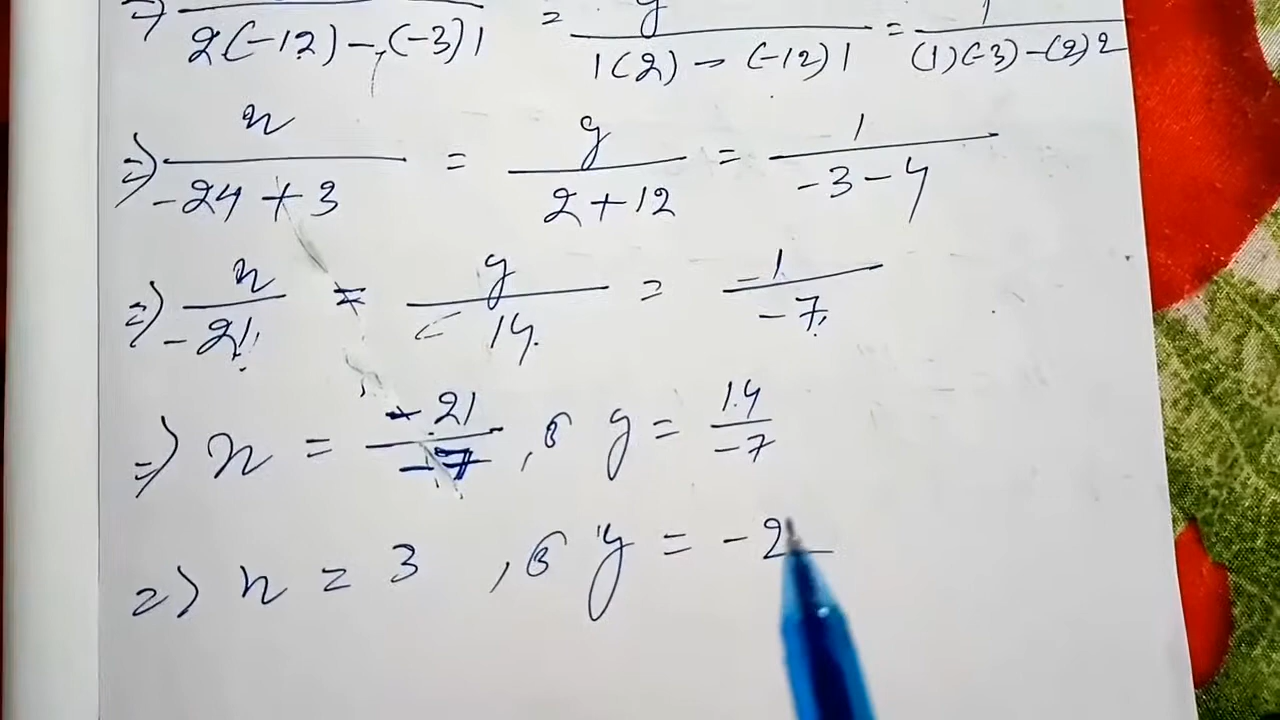 => 2(-12)-(-3)1 = y/1(2)-(-12)1 = 1/(1)(-3)-(2)2
=> x/-24+3 = y/2+12 = 1/-3-4
=> x/-21 = y/14 = 1/-7
=> x = -21/-7, ও y = 14/-7
=> x = 3, ও y = -2